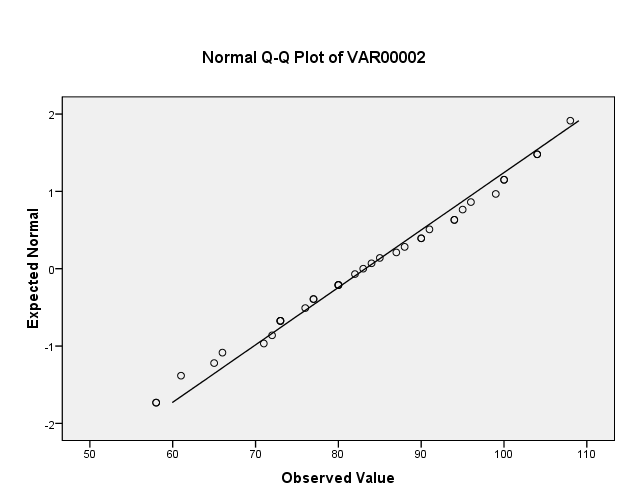 Normal Q-Q Plot of VAR00002
Expected Normal
2
1
0
-1
-2
50 60 70 80 90 100 110
Observed Value